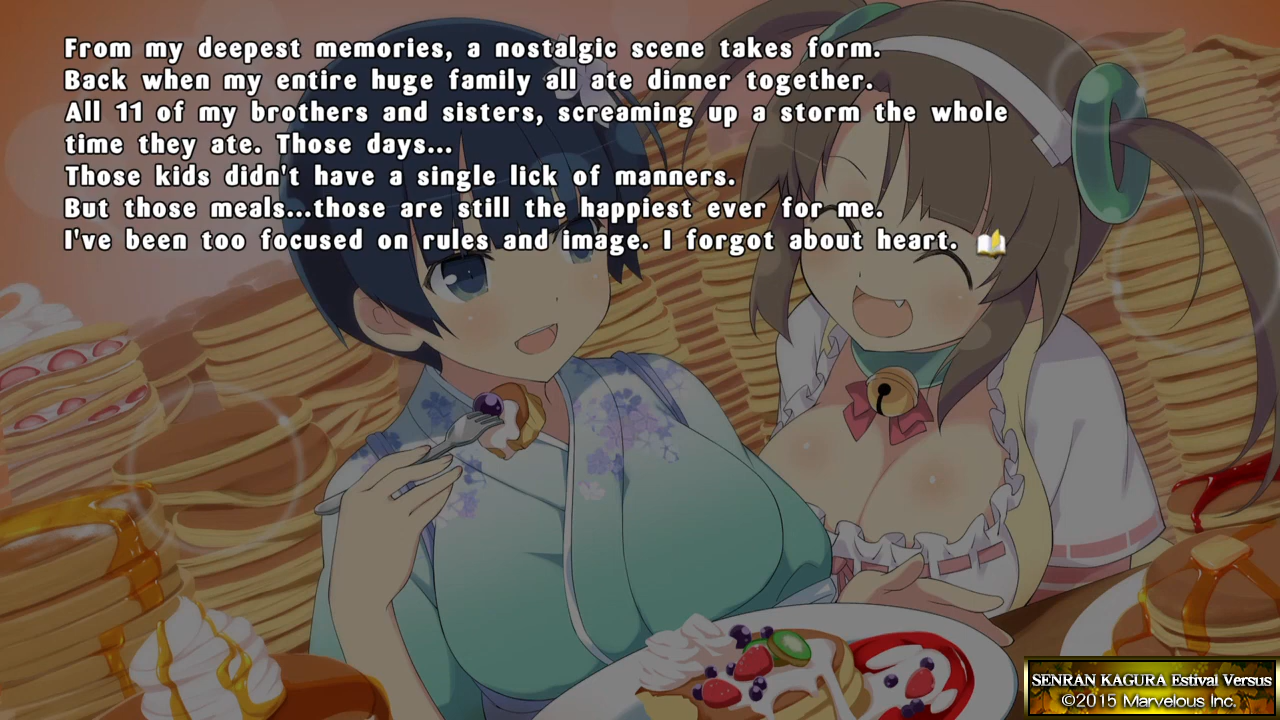 From my deepest memories, a nostalgic scene takes form.
Back when my entire huge family all ate dinner together.
All 11 of my brothers and sisters, screaming up a storm the whole
time they ate. Those days...
Those kids didn't have a single lick of manners.
But those meals...those are still the happiest ever for me.
I've been too focused on rules and image. I forgot about heart.
SENRAN KAGURA Estival Versus
©2015 Marvelous Inc.